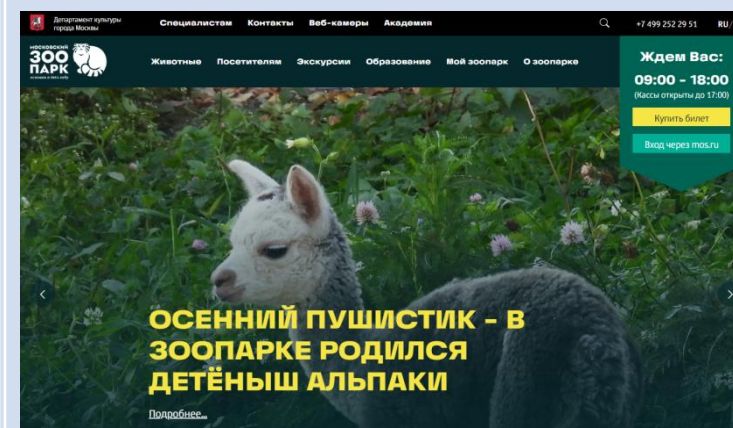 Департамент культуры
города Москвы
Специалистам Контакты Веб-камеры Академия
+7 499 252 29 51 RU/
МОСКОВСКИЙ
ЗОО
ПАРК
Животные Посетителям Экскурсии Образование Мой зоопарк О зоопарке
Ждем Вас:
09:00 – 18:00
(Кассы открыты до 17:00)
Купить билет
Вход через mos.ru
ОСЕННИЙ ПУШИСТИК – В
ЗООПАРКЕ РОДИЛСЯ
ДЕТЁНЫШ АЛЬПАКИ
Подробнее...